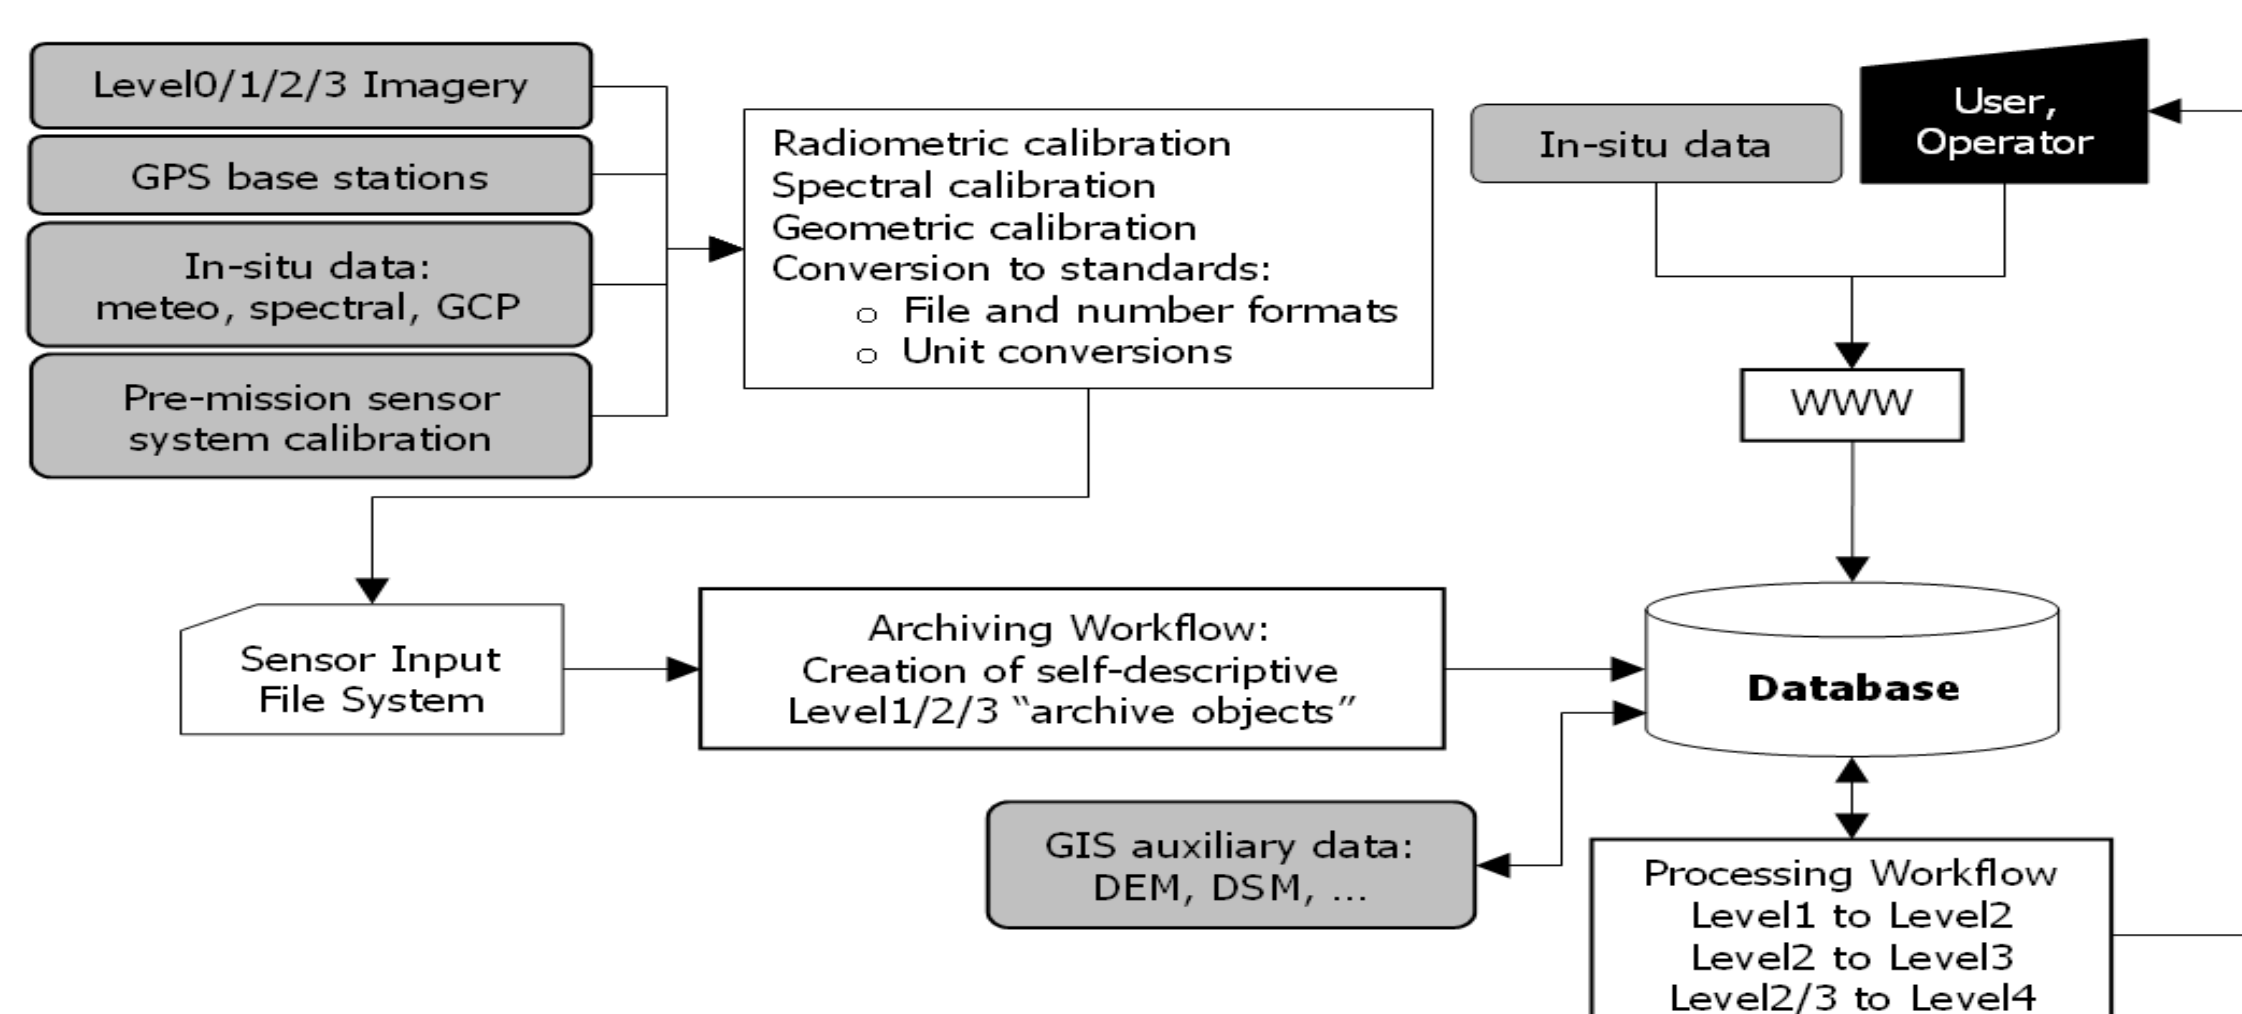 Level0/1/2/3 Imagery
GPS base stations
In-situ data:
meteo, spectral, GCP
Pre-mission sensor
system calibration
Radiometric calibration
Spectral calibration
Geometric calibration
Conversion to standards:
o File and number formats
o Unit conversions
In-situ data
User,
Operator
WWW
Sensor Input
File System
Archiving Workflow:
Creation of self-descriptive
Level1/2/3 “archive objects”
Database
GIS auxiliary data:
DEM, DSM, ...
Processing Workflow
Level1 to Level2
Level2 to Level3
Level2/3 to Level4